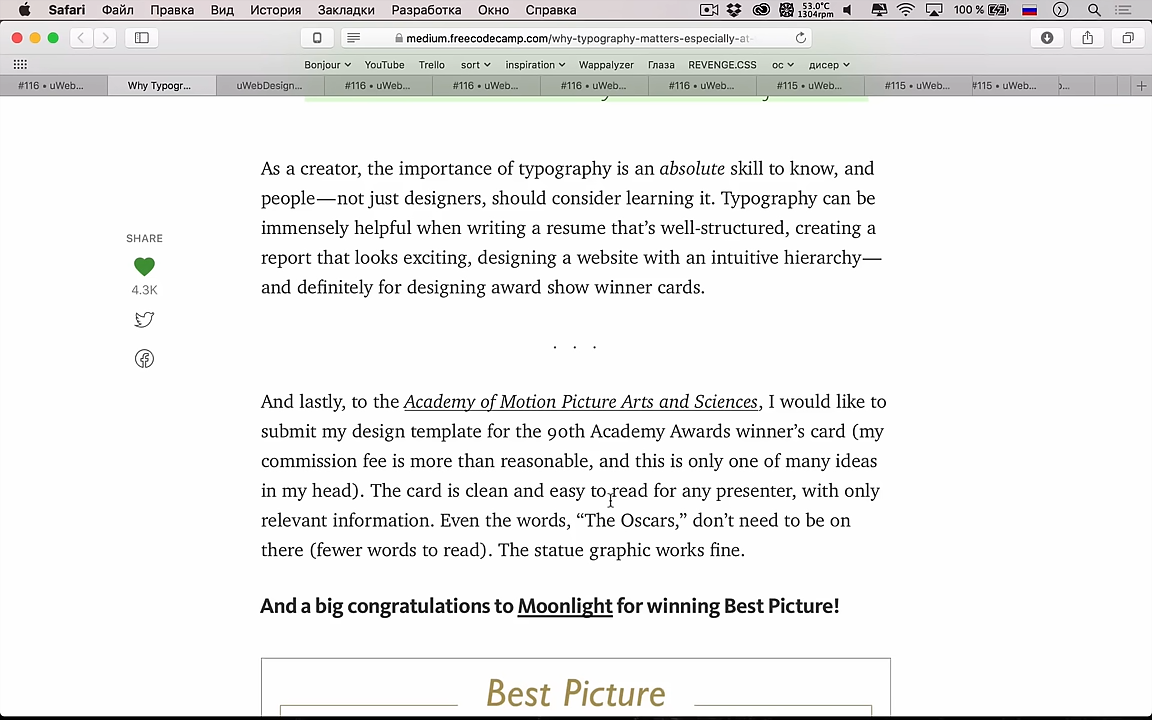 Safari Файл Правка Вид История Закладки Разработка Окно Справка 53.0°C 1304rpm 100 %
medium.freecodecamp.com/why-typography-matters-especially-at-
Bonjour YouTube Trello sort inspiration Wappalyzer Глаза REVENGE.CSS ос дисер
#116 • uWeb... Why Typogr... uWebDesign... #116 • uWeb... #116 • uWeb... #116 • uWeb... #116 • uWeb... #115 • uWeb... #115 • uWeb... #115 • uWeb...
As a creator, the importance of typography is an absolute skill to know, and
people—not just designers, should consider learning it. Typography can be
immensely helpful when writing a resume that’s well-structured, creating a
report that looks exciting, designing a website with an intuitive hierarchy—
and definitely for designing award show winner cards.
SHARE
4.3K
· · ·
And lastly, to the Academy of Motion Picture Arts and Sciences, I would like to
submit my design template for the 90th Academy Awards winner’s card (my
commission fee is more than reasonable, and this is only one of many ideas
in my head). The card is clean and easy to read for any presenter, with only
relevant information. Even the words, “The Oscars,” don’t need to be on
there (fewer words to read). The statue graphic works fine.
And a big congratulations to Moonlight for winning Best Picture!
Best Picture